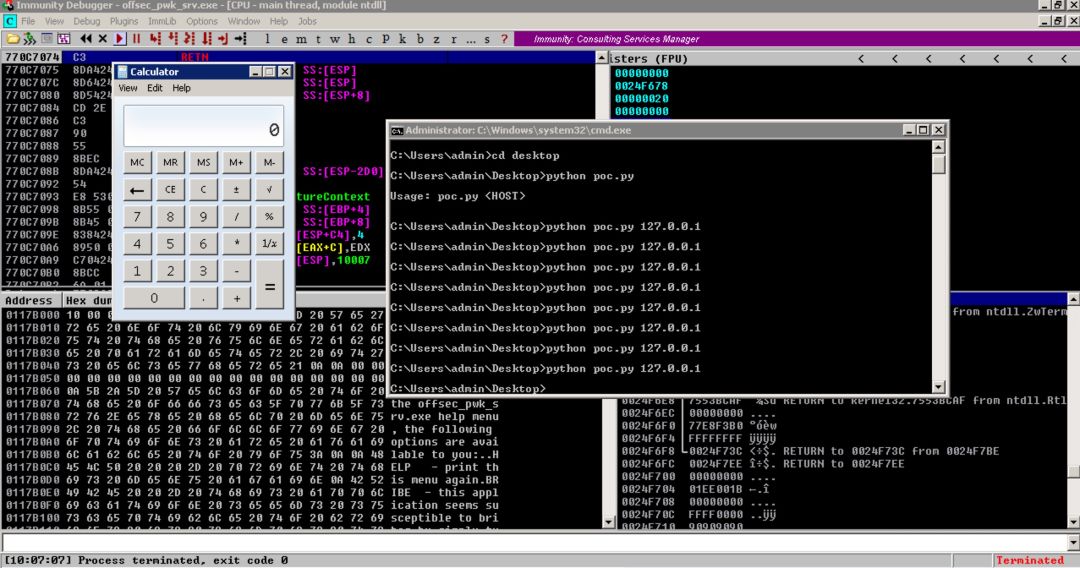 Immunity Debugger - offsec_pwk_srv.exe - [CPU - main thread, module ntdll]
File View Debug Plugins ImmLib Options Window Help Jobs
l e m t w h c P k b z r ... s ? Immunity: Consulting Services Manager
770C7074 C3 RETN
770C7075 8DA424 SS:[ESP]
770C707C 8D6424 SS:[ESP]
770C7080 8D5424 SS:[ESP+8]
770C7084 CD 2E
770C7086 C3
770C7087 90
770C7088 55
770C7089 8BEC
770C708B 8DA424 SS:[ESP-2D0]
770C7092 54
770C7093 E8 530 tureContext
770C7098 8B55 0 SS:[EBP+4]
770C709B 8B45 0 SS:[EBP+8]
770C709E 838424 [ESP+C4],4
770C70A6 8950 0 [EAX+C],EDX
770C70A9 C70424 [ESP],10007
770C70B0 8BCC
isters (FPU) < < < < < < <
00000000
0024F678
00000020
00000000
Calculator
View Edit Help
0
MC MR MS M+ M-
← CE C ± √
7 8 9 / %
4 5 6 * 1/x
1 2 3 - =
0 . +
Administrator: C:\Windows\system32\cmd.exe
C:\Users\admin>cd desktop
C:\Users\admin\Desktop>python poc.py
Usage: poc.py <HOST>
C:\Users\admin\Desktop>python poc.py 127.0.0.1
C:\Users\admin\Desktop>python poc.py 127.0.0.1
C:\Users\admin\Desktop>python poc.py 127.0.0.1
C:\Users\admin\Desktop>python poc.py 127.0.0.1
C:\Users\admin\Desktop>python poc.py 127.0.0.1
C:\Users\admin\Desktop>python poc.py 127.0.0.1
C:\Users\admin\Desktop>python poc.py 127.0.0.1
C:\Users\admin\Desktop>python poc.py 127.0.0.1
C:\Users\admin\Desktop>
Address Hex dum
0117B000 10 00 0 D 20 57 65 27
0117B010 72 65 20 6E 6F 74 20 6C 79 69 6E 67 20 61 62 6F
0117B020 75 74 20 74 68 65 20 76 75 6C 6E 65 72 61 62 6C
0117B030 65 20 70 61 72 61 6D 65 74 65 72 2C 20 69 74 27
0117B040 73 20 65 6C 73 65 77 68 65 72 65 21 0A 0A 00 00
0117B050 00 00 00 00 00 00 00 00 00 00 00 00 00 00 00 00
0117B060 0A 5B 2A 5D 20 57 65 6C 63 6F 6D 65 20 74 6F 20
0117B070 74 68 65 20 6F 66 66 73 65 63 5F 70 77 6B 5F 73 the offsec_pwk_s
0117B080 72 76 2E 65 78 65 20 68 65 6C 70 20 6D 65 6E 75 rv.exe help menu
0117B090 2C 20 74 68 65 20 66 6F 6C 6C 6F 77 69 6E 67 20 , the following
0117B0A0 6F 70 74 69 6F 6E 73 20 61 72 65 20 61 76 61 69 options are avai
0117B0B0 6C 61 62 6C 65 20 74 6F 20 79 6F 75 3A 0A 0A 48 lable to you:..H
0117B0C0 45 4C 50 20 20 20 2D 20 70 72 69 6E 74 20 74 68 ELP - print th
0117B0D0 69 73 20 6D 65 6E 75 20 61 67 61 69 6E 0A 42 52 is menu again.BR
0117B0E0 49 42 45 20 20 2D 20 74 68 69 73 20 61 70 70 6C IBE - this appl
0117B0F0 69 63 61 74 69 6F 6E 20 73 65 65 6D 73 20 73 75 ication seems su
0117B100 73 63 65 70 74 69 62 6C 65 20 74 6F 20 62 72 69 sceptible to bri
from ntdll.ZwTerm
0024F6E8 7553BCAF RETURN to kernel32.7553BCAF from ntdll.Rtl
0024F6EC 00000000 ....
0024F6F0 77E8F3B0 °óèw
0024F6F4 FFFFFFFF ÿÿÿÿ
0024F6F8 0024F73C <÷$. RETURN to 0024F73C from 0024F7BE
0024F6FC 0024F7EE î÷$. RETURN to 0024F7EE
0024F700 00000000 ....
0024F704 01EE001B ←.î
0024F708 00000000 ....
0024F70C FFFF0000 ..ÿÿ
0024F710 90909090
[10:07:07] Process terminated, exit code 0
Terminated